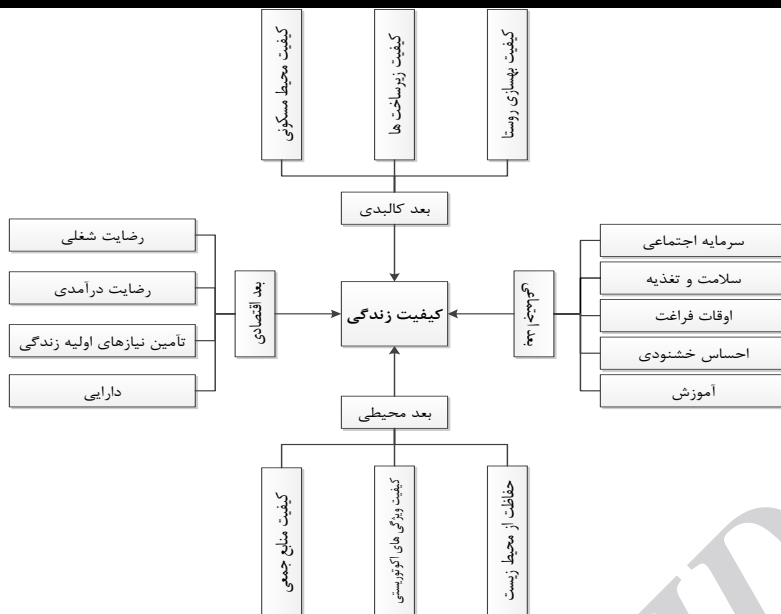 کیفیت بهسازی روستا
کیفیت زیرساخت ها
کیفیت محیط مسکونی
بعد کالبدی
سرمایه اجتماعی
سلامت و تغذیه
اوقات فراغت
احساس خشنودی
آموزش
بعد اجتماعی
کیفیت زندگی
بعد اقتصادی
رضایت شغلی
رضایت درآمدی
تآمین نیازهای اولیه زندگی
دارایی
بعد محیطی
حفاظت از محیط زیست
کیفیت ویژگی های اکوتوریستی
کیفیت منابع جمعی